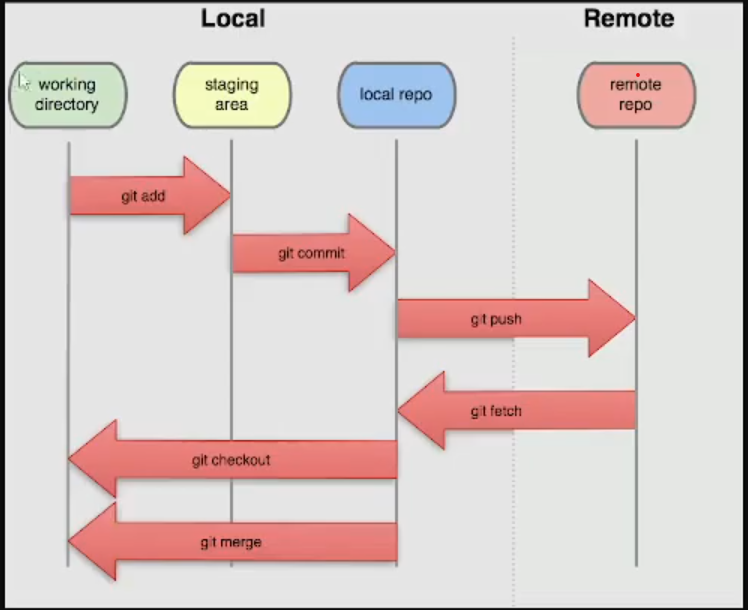 Local
Remote
working
directory
staging
area
local repo
remote
repo
git add
git commit
git push
git fetch
git checkout
git merge